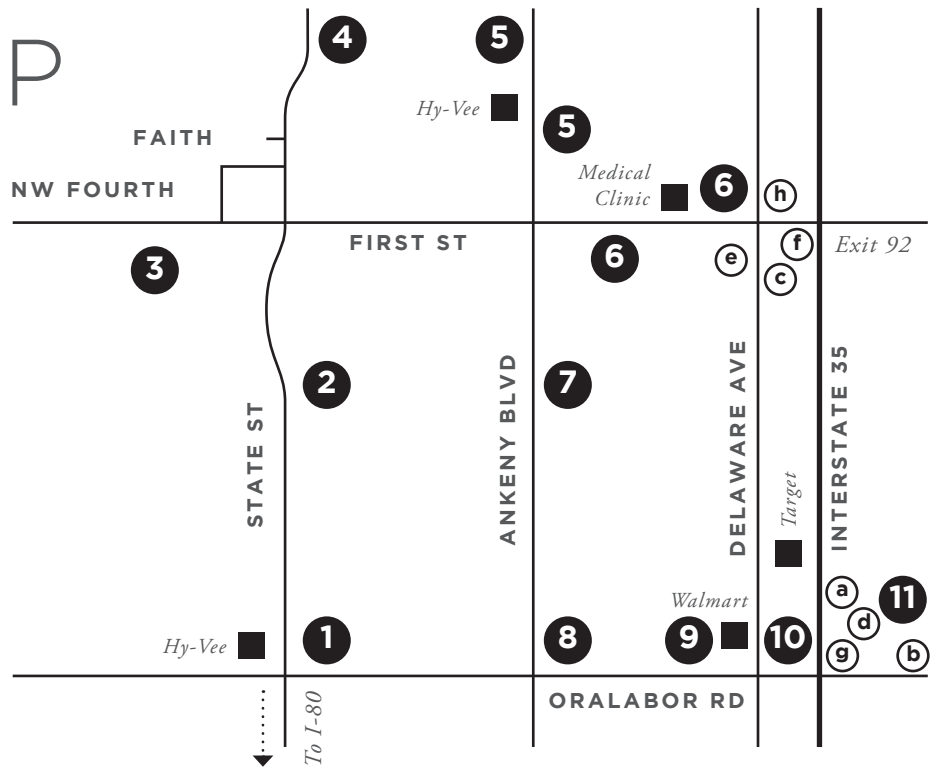 P
4
5
Hy-Vee
5
FAITH
Medical
Clinic
6
h
NW FOURTH
FIRST ST
3
6
e
f
c
Exit 92
2
7
STATE ST
ANKENY BLVD
DELAWARE AVE
INTERSTATE 35
Target
Walmart
a
11
d
Hy-Vee
1
8
9
10
g
b
ORALABOR RD
To I-80